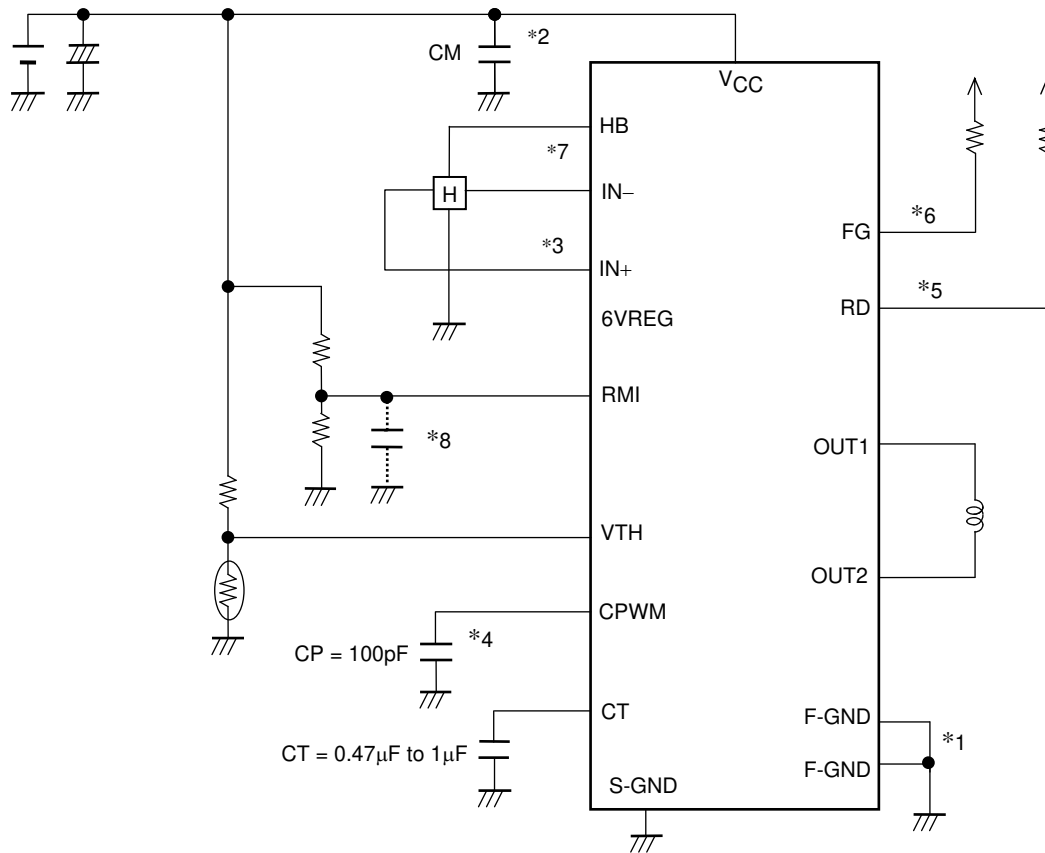 CM
*2
VCC
HB
*7
H
IN−
*6
FG
*3
IN+
*5
RD
6VREG
RMI
*8
OUT1
VTH
OUT2
CPWM
*4
CP = 100pF
CT
F-GND
*1
CT = 0.47μF to 1μF
F-GND
S-GND